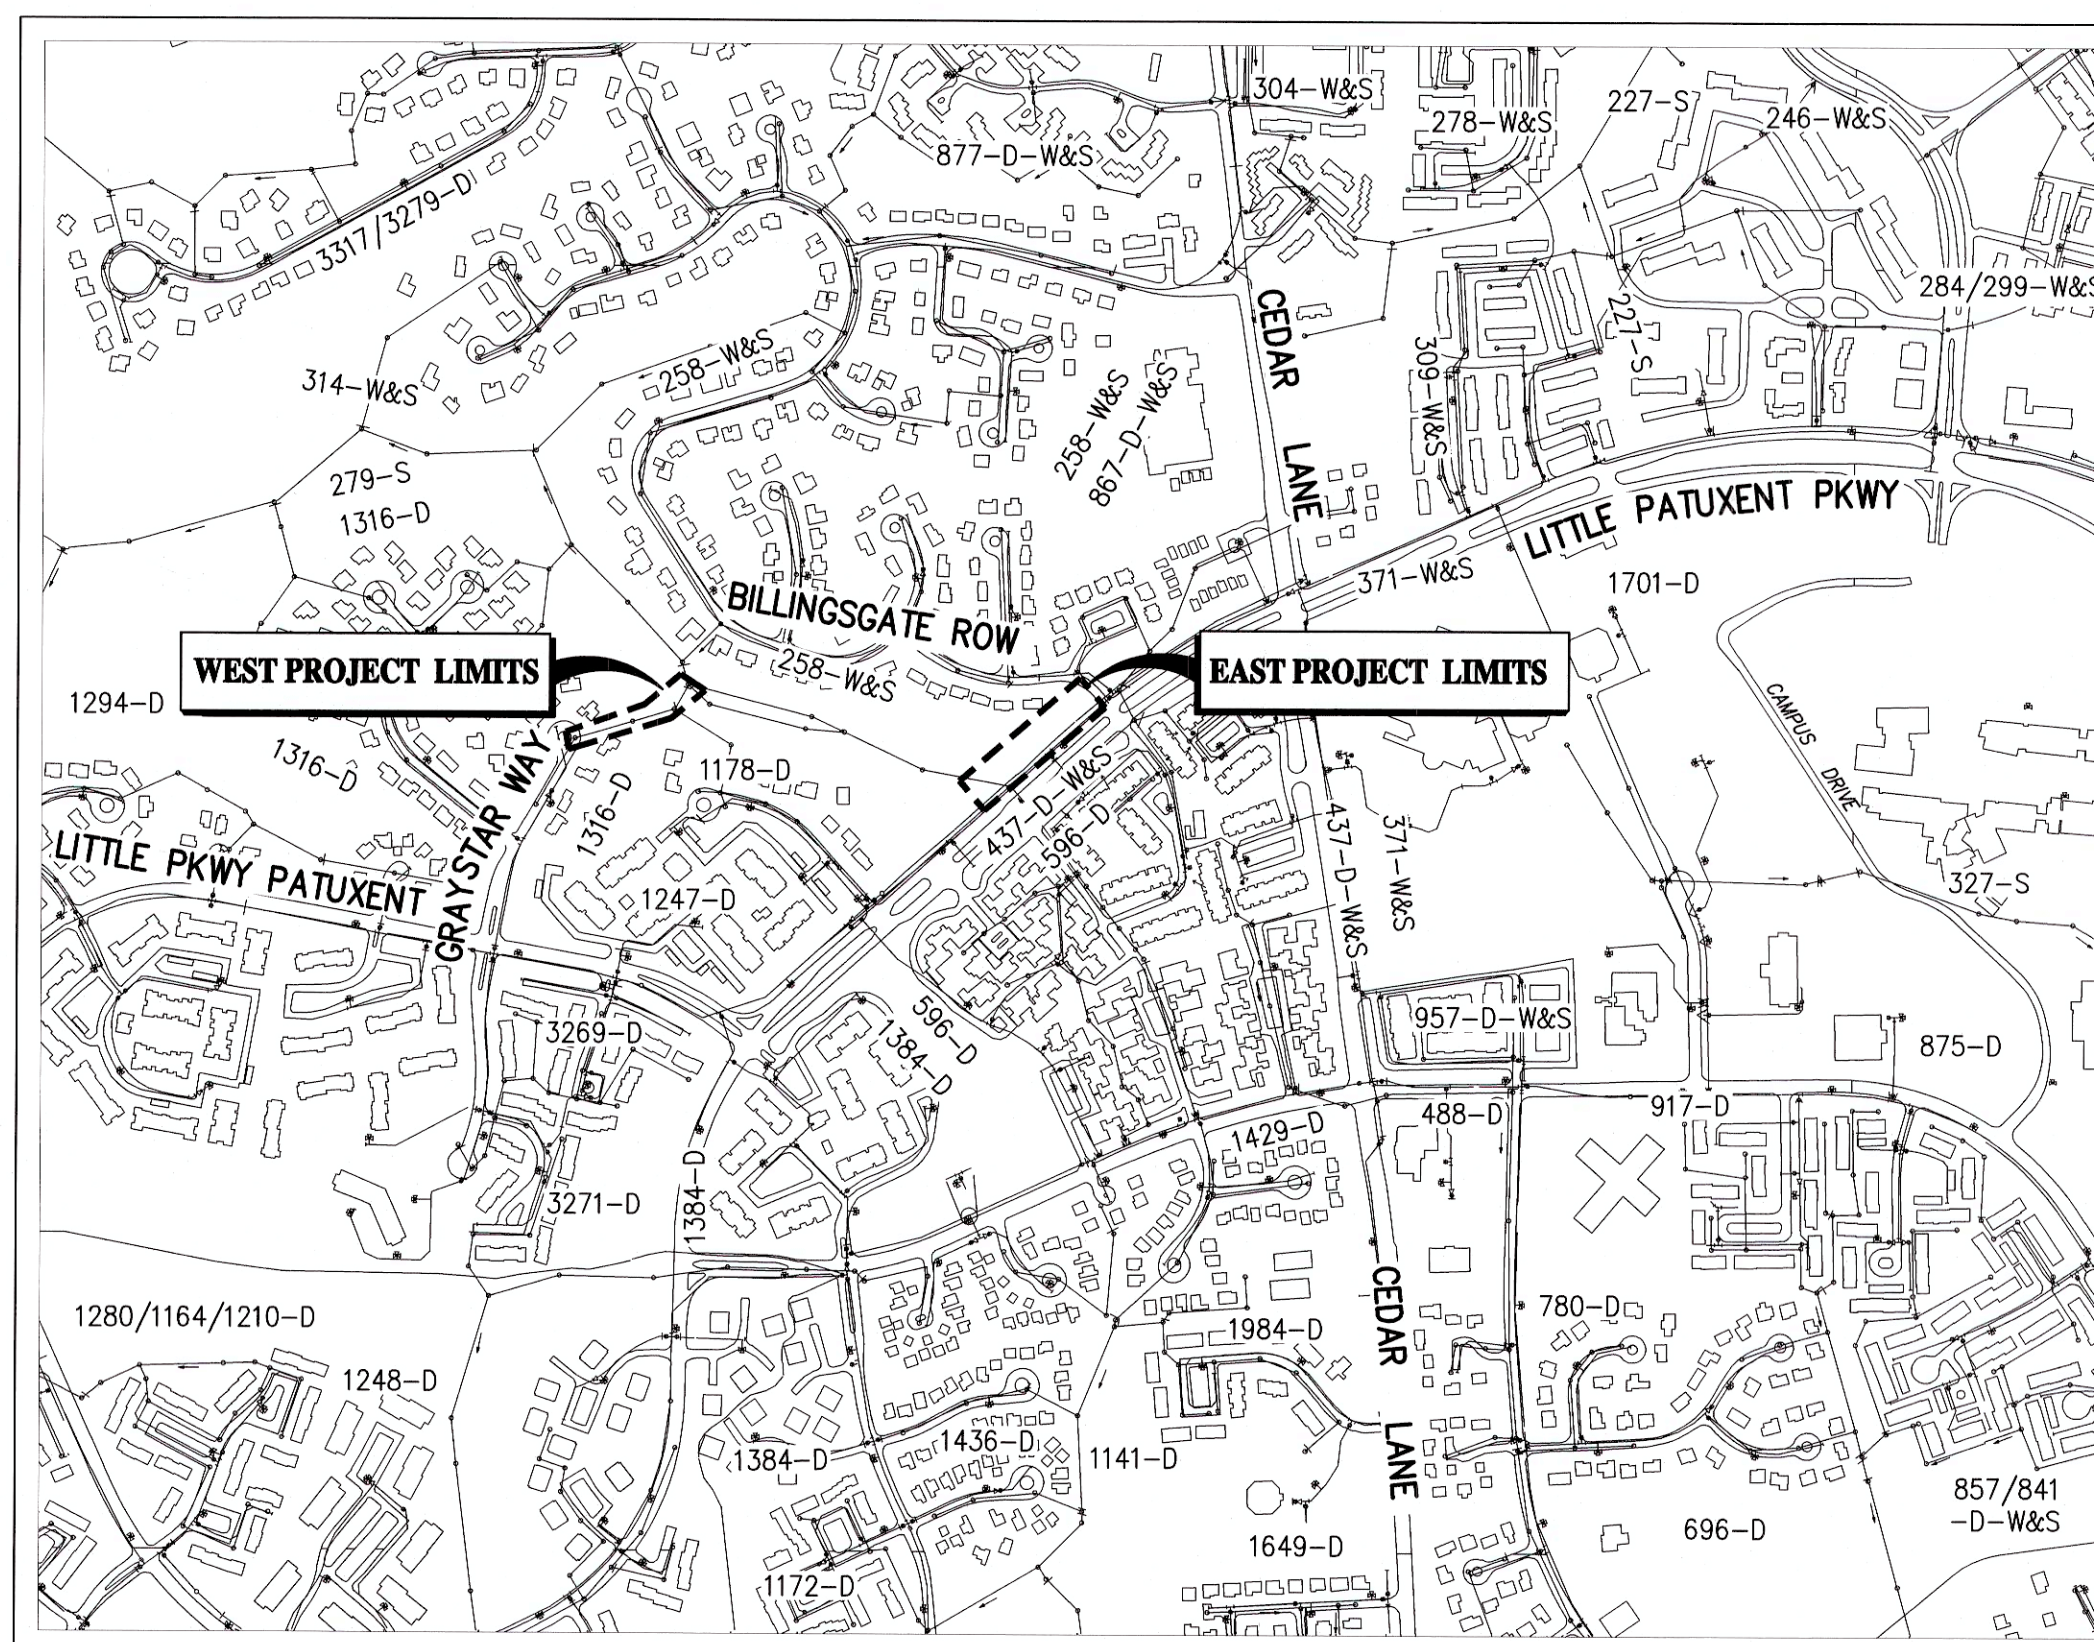 304-W&S
278-W&S
227-S
246-W&S
877-D-W&S
3317/3279-D
284/299-W&S
CEDAR LANE
227-S
309-W&S
314-W&S
258-W&S
258-W&S
867-D-W&S
279-S
1316-D
LITTLE PATUXENT PKWY
371-W&S
1701-D
BILLINGSGATE ROW
258-W&S
WEST PROJECT LIMITS
EAST PROJECT LIMITS
1294-D
1316-D
GRAYSTAR WAY
1316-D
1178-D
437-D-W&S
596-D
437-D-W&S
371-W&S
CAMPUS DRIVE
LITTLE PKWY PATUXENT
1247-D
327-S
3269-D
596-D
1384-D
957-D-W&S
875-D
488-D
917-D
1429-D
1384-D
3271-D
CEDAR LANE
1280/1164/1210-D
1248-D
1984-D
780-D
1384-D
1436-D
1141-D
857/841
-D-W&S
696-D
1649-D
1172-D